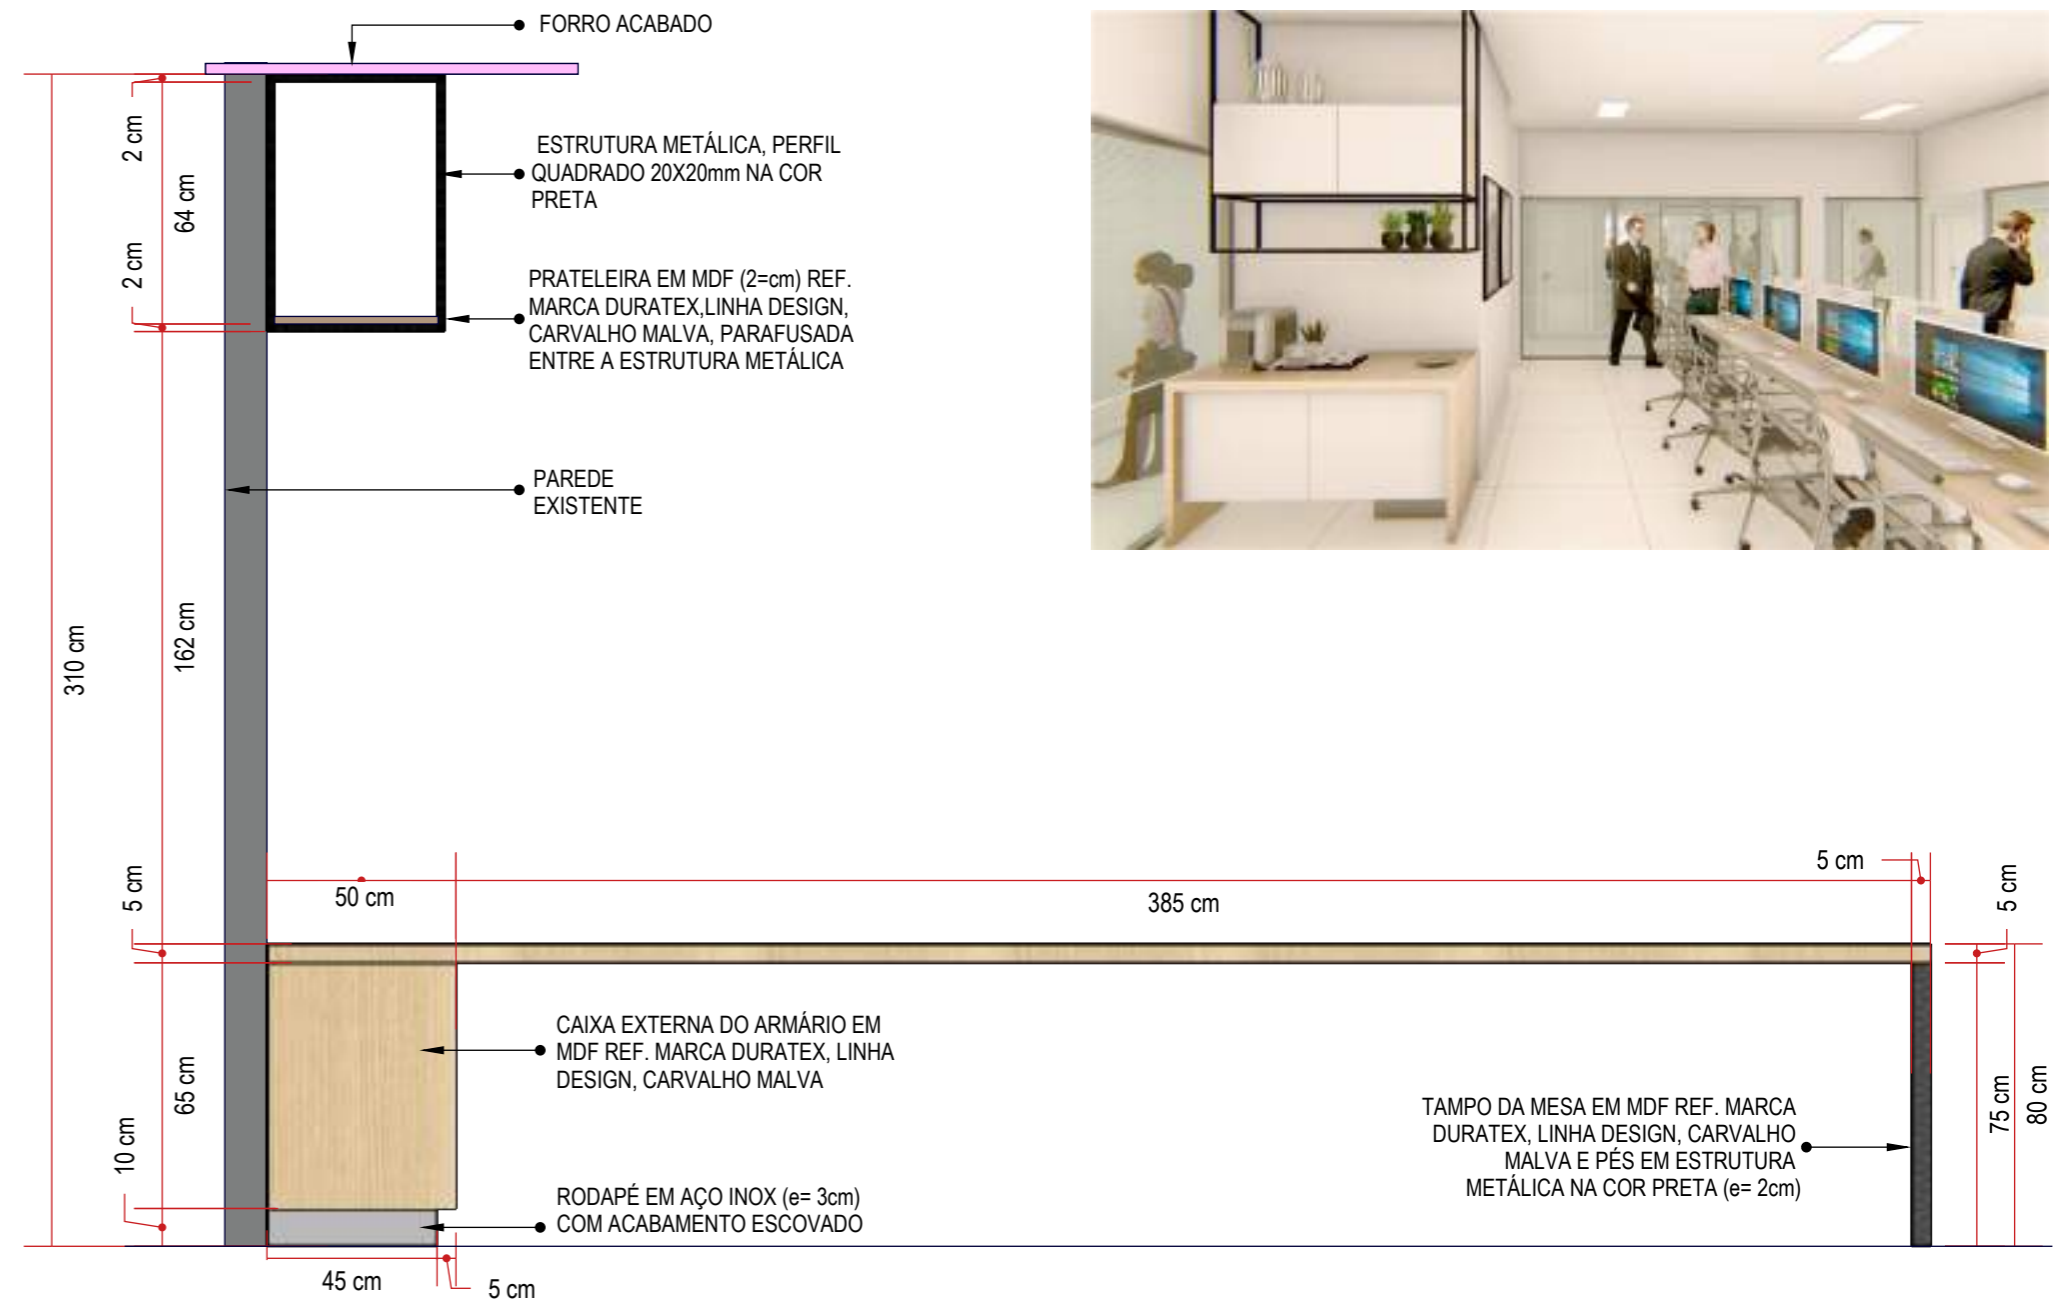 FORRO ACABADO
2 cm
64 cm
2 cm
ESTRUTURA METÁLICA, PERFIL
QUADRADO 20X20mm NA COR
PRETA
PRATELEIRA EM MDF (2=cm) REF.
MARCA DURATEX,LINHA DESIGN,
CARVALHO MALVA, PARAFUSADA
ENTRE A ESTRUTURA METÁLICA
PAREDE
EXISTENTE
310 cm
162 cm
5 cm
50 cm
385 cm
5 cm
5 cm
65 cm
10 cm
CAIXA EXTERNA DO ARMÁRIO EM
MDF REF. MARCA DURATEX, LINHA
DESIGN, CARVALHO MALVA
RODAPÉ EM AÇO INOX (e= 3cm)
COM ACABAMENTO ESCOVADO
TAMPO DA MESA EM MDF REF. MARCA
DURATEX, LINHA DESIGN, CARVALHO
MALVA E PÉS EM ESTRUTURA
METÁLICA NA COR PRETA (e= 2cm)
75 cm
80 cm
45 cm
5 cm